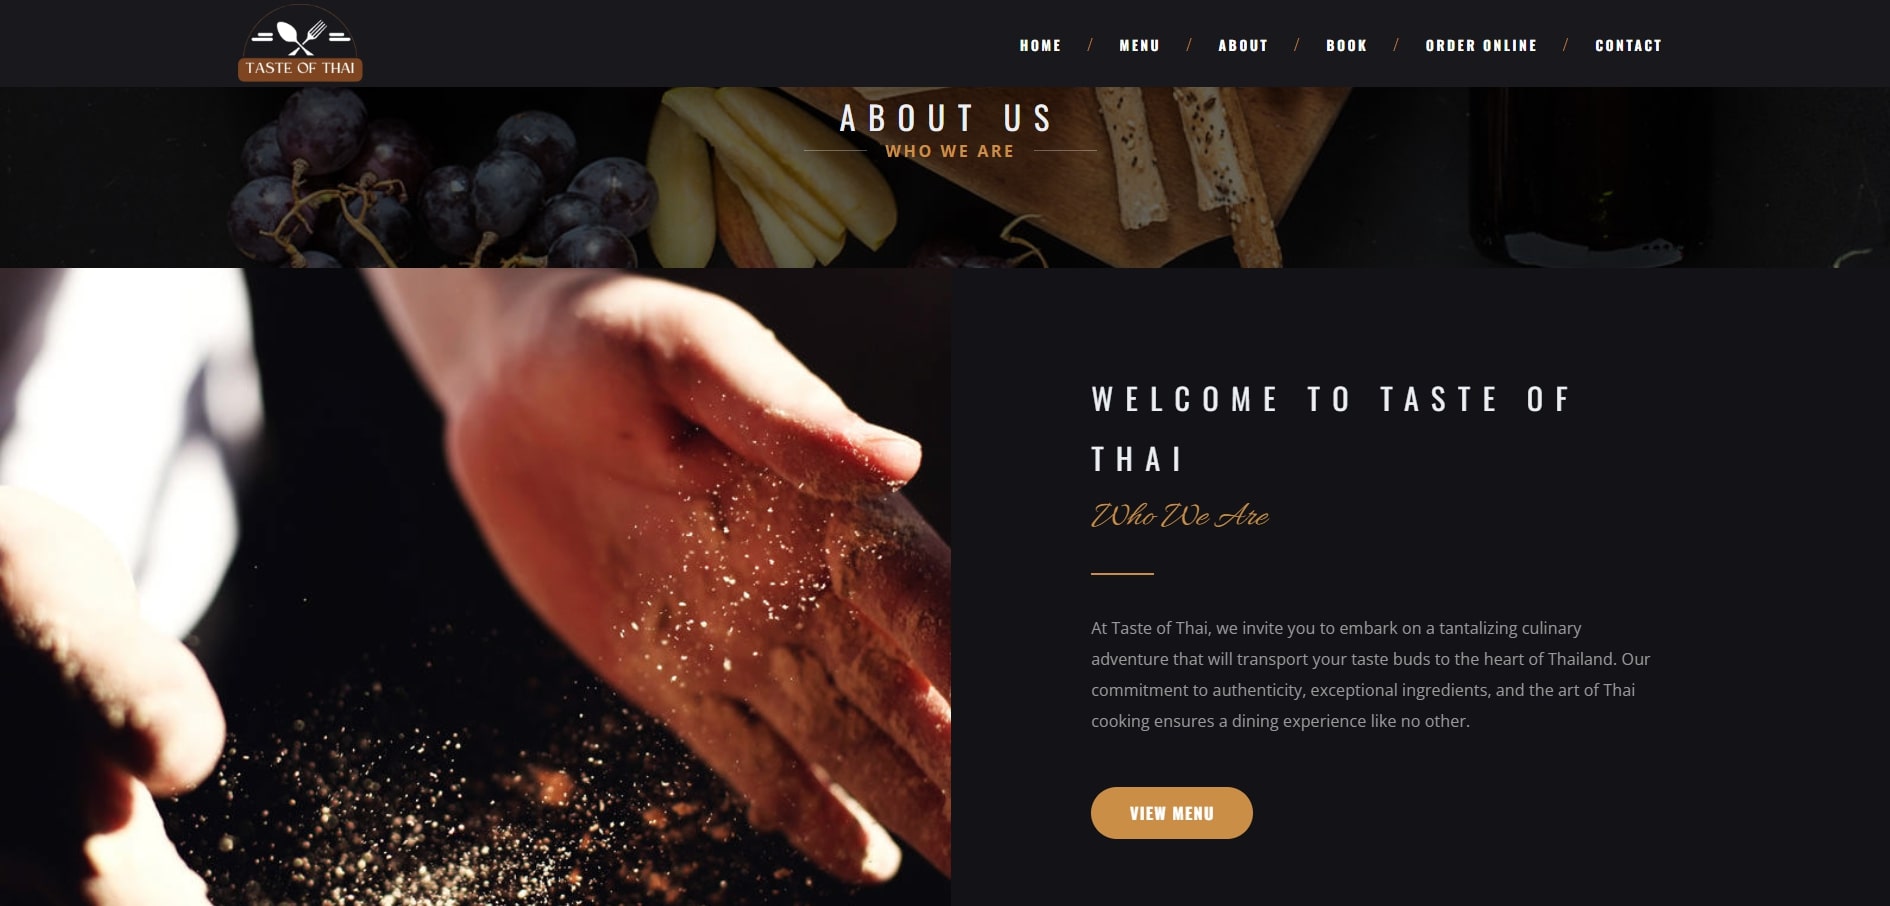 TASTE OF THAI
HOME / MENU / ABOUT / BOOK / ORDER ONLINE / CONTACT
ABOUT US
WHO WE ARE
WELCOME TO TASTE OF
THAI
Who We Are
At Taste of Thai, we invite you to embark on a tantalizing culinary
adventure that will transport your taste buds to the heart of Thailand. Our
commitment to authenticity, exceptional ingredients, and the art of Thai
cooking ensures a dining experience like no other.
VIEW MENU